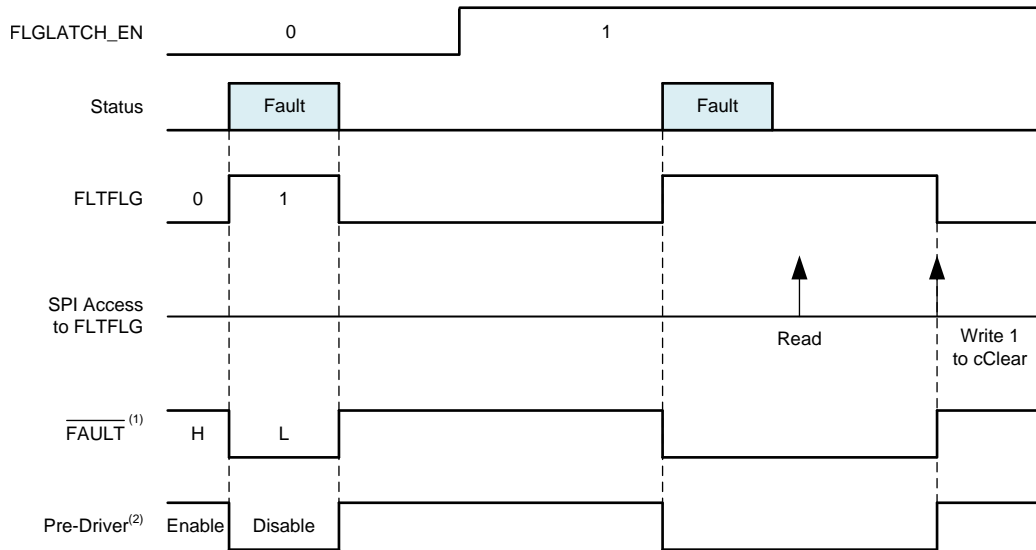 FLGLATCH_EN
0
1
Status
Fault
Fault
FLTFLG
0
1
SPI Access
to FLTFLG
Read
Write 1
to cClear
FAULT (1)
H
L
Pre-Driver(2)
Enable
Disable